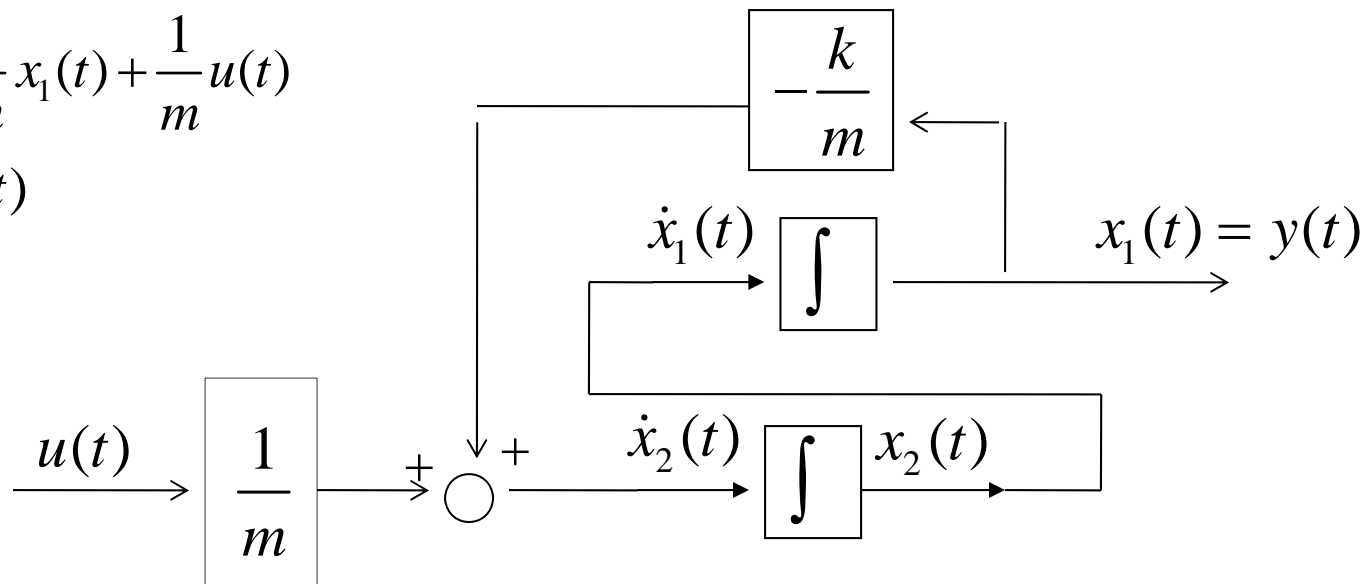 x₁(t) + 1/m u(t)
t)
− k/m
ẋ₁(t)
∫
x₁(t) = y(t)
u(t)
1/m
+
+
ẋ₂(t)
∫
x₂(t)